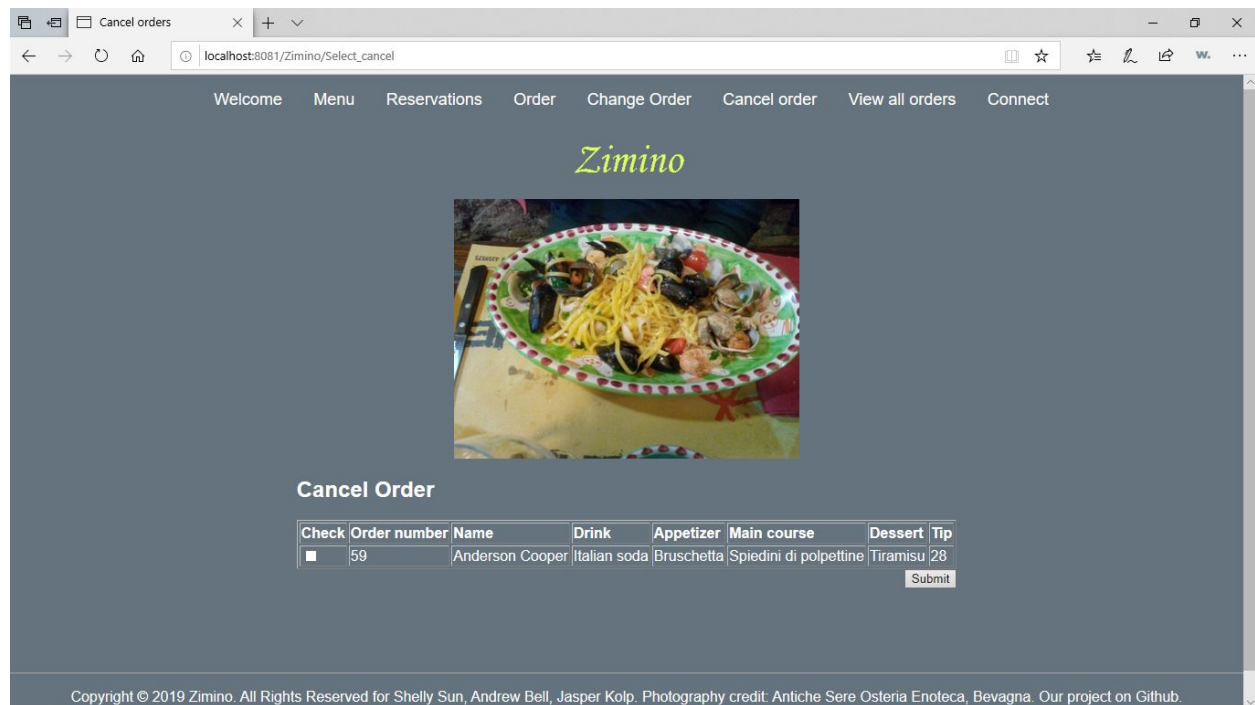 Cancel orders
localhost:8081/Zimino/Select_cancel
W.
Welcome Menu Reservations Order Change Order Cancel order View all orders Connect
Zimino
Cancel Order
Check Order number Name Drink Appetizer Main course Dessert Tip
59 Anderson Cooper Italian soda Bruschetta Spiedini di polpettine Tiramisu 28
Submit
Copyright © 2019 Zimino. All Rights Reserved for Shelly Sun, Andrew Bell, Jasper Kolp. Photography credit: Antiche Sere Osteria Enoteca, Bevagna. Our project on Github.